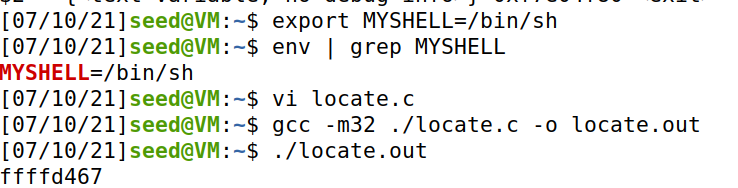 [07/10/21]seed@VM:~$ export MYSHELL=/bin/sh
[07/10/21]seed@VM:~$ env | grep MYSHELL
MYSHELL=/bin/sh
[07/10/21]seed@VM:~$ vi locate.c
[07/10/21]seed@VM:~$ gcc -m32 ./locate.c -o locate.out
[07/10/21]seed@VM:~$ ./locate.out
ffffd467